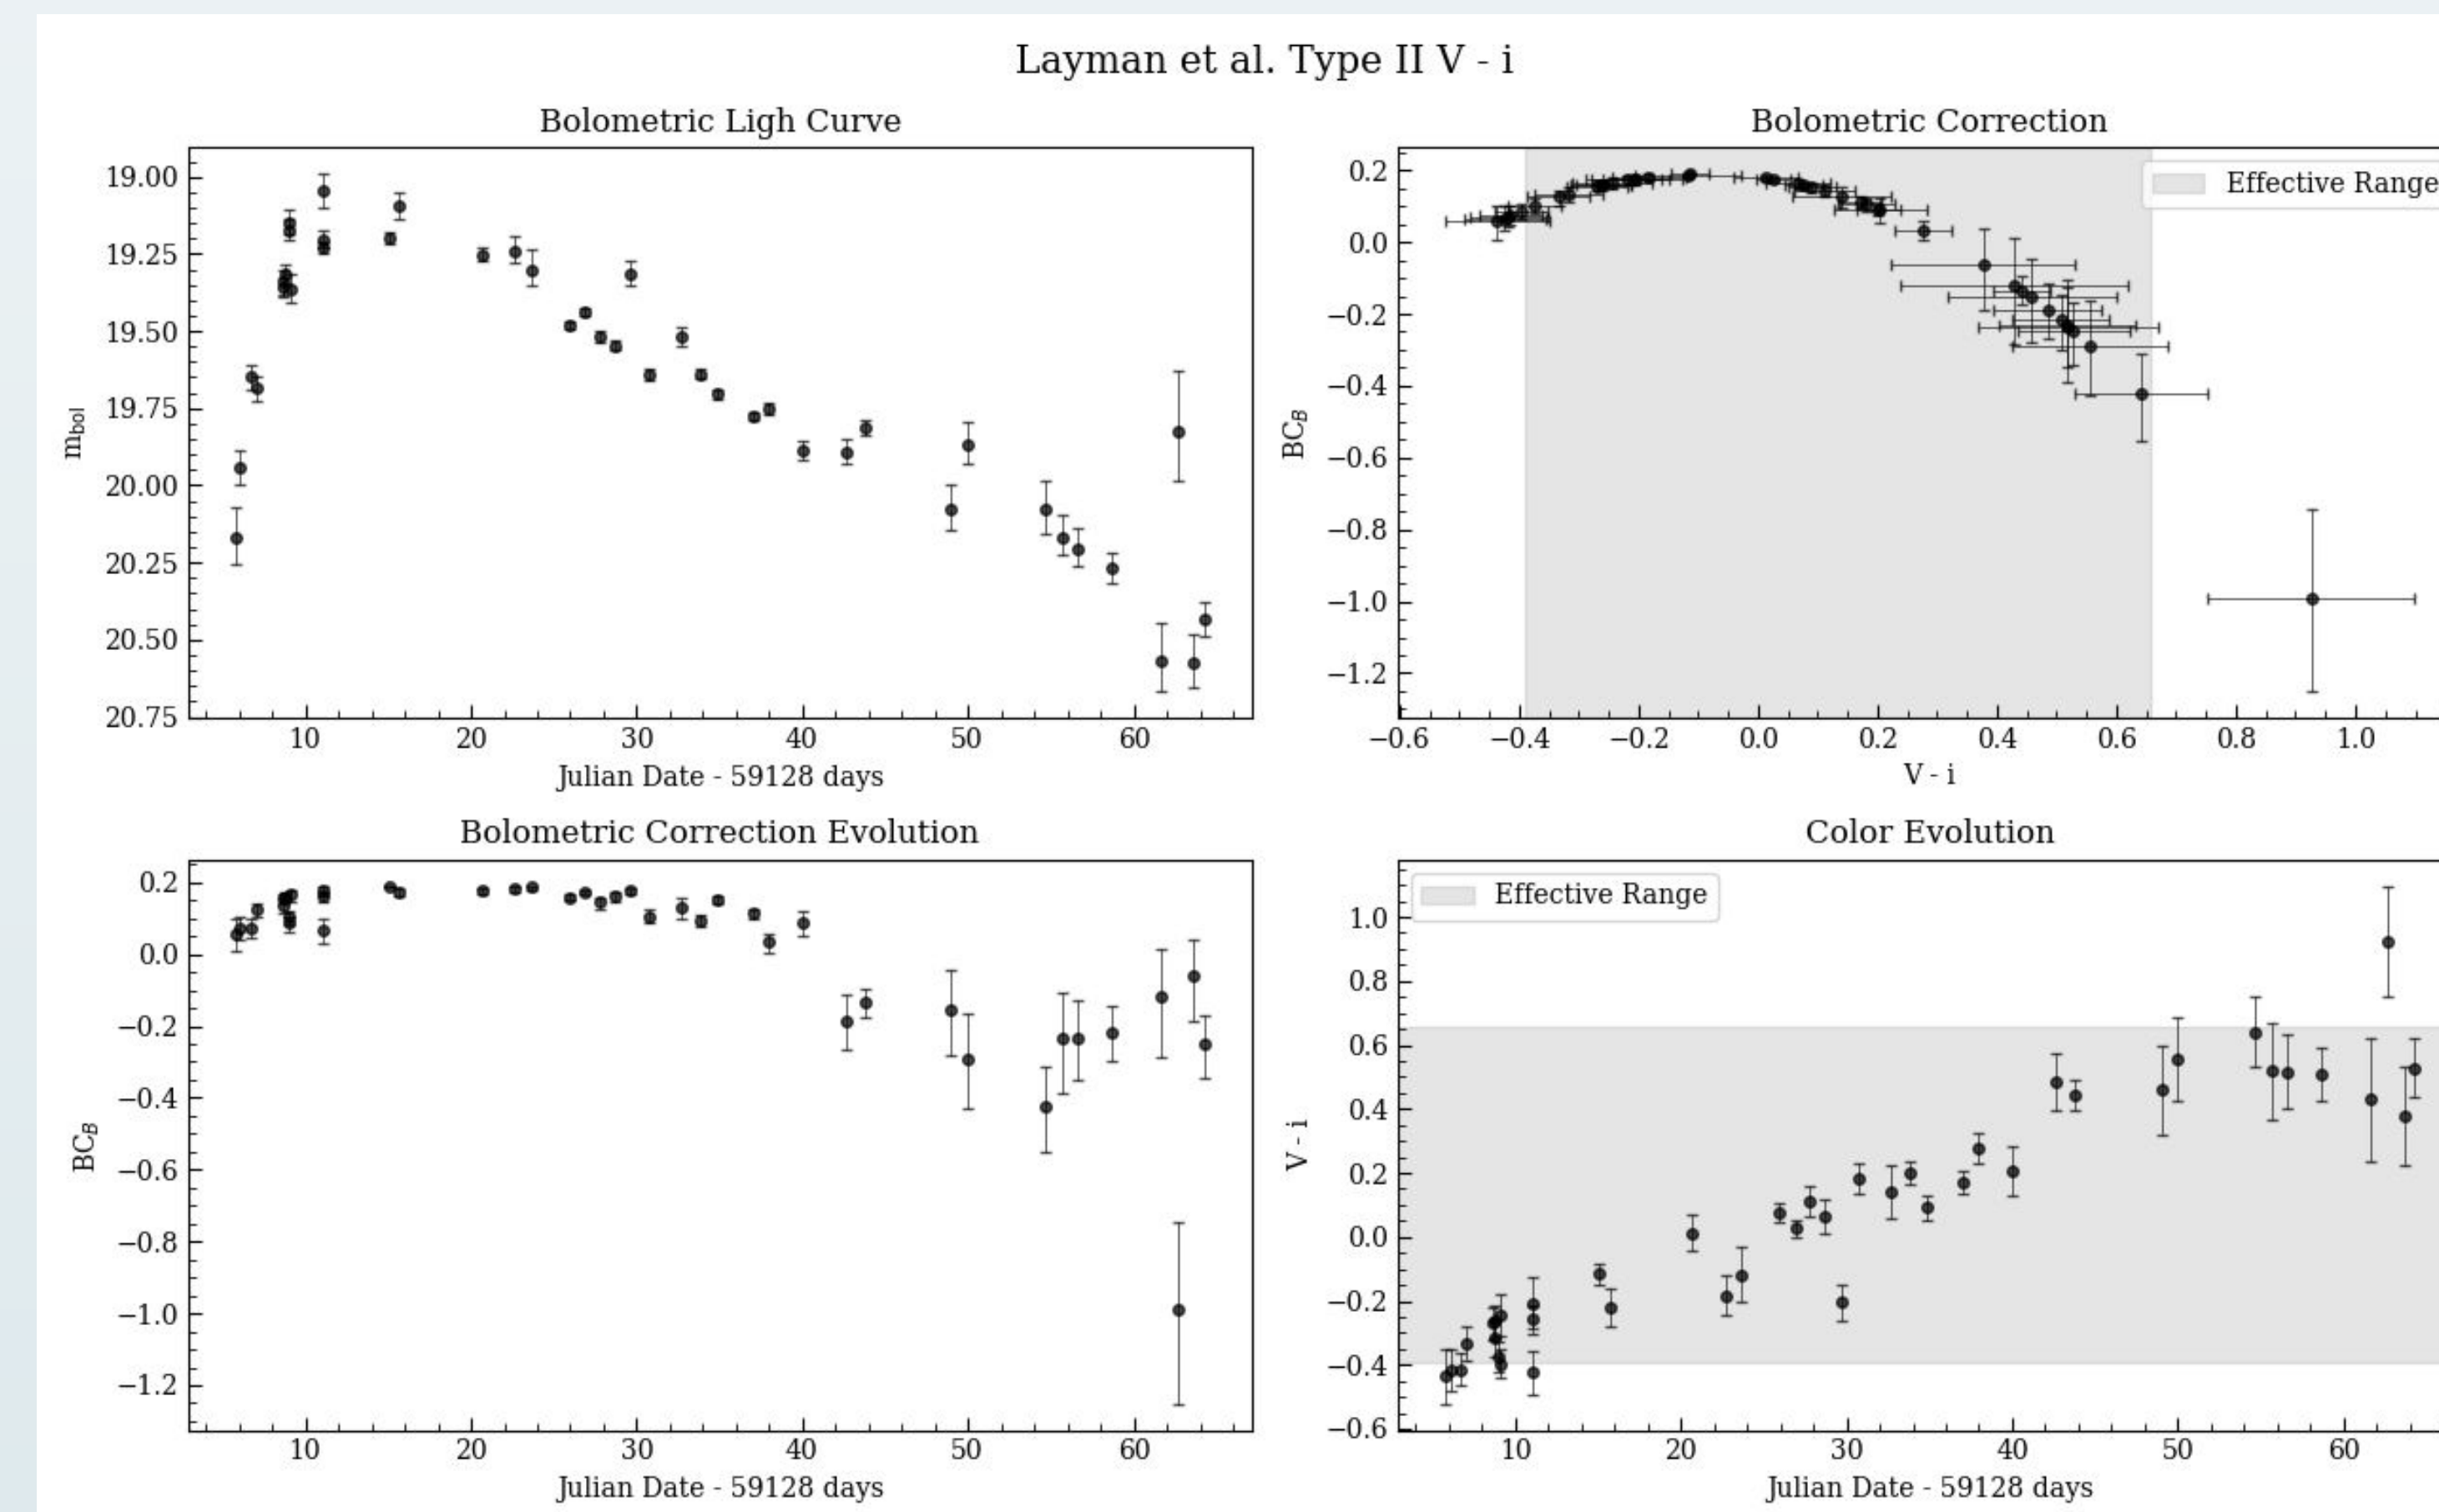 Layman et al. Type II V - i
Bolometric Ligh Curve
19.00
19.25
19.50
19.75
20.00
20.25
20.50
20.75
m_bol
10 20 30 40 50 60
Julian Date - 59128 days
Bolometric Correction
Effective Range
0.2
0.0
−0.2
−0.4
−0.6
−0.8
−1.0
−1.2
BC_B
−0.6 −0.4 −0.2 0.0 0.2 0.4 0.6 0.8 1.0
V - i
Bolometric Correction Evolution
0.2
0.0
−0.2
−0.4
−0.6
−0.8
−1.0
−1.2
BC_B
10 20 30 40 50 60
Julian Date - 59128 days
Color Evolution
Effective Range
1.0
0.8
0.6
0.4
0.2
0.0
−0.2
−0.4
−0.6
V - i
10 20 30 40 50 60
Julian Date - 59128 days